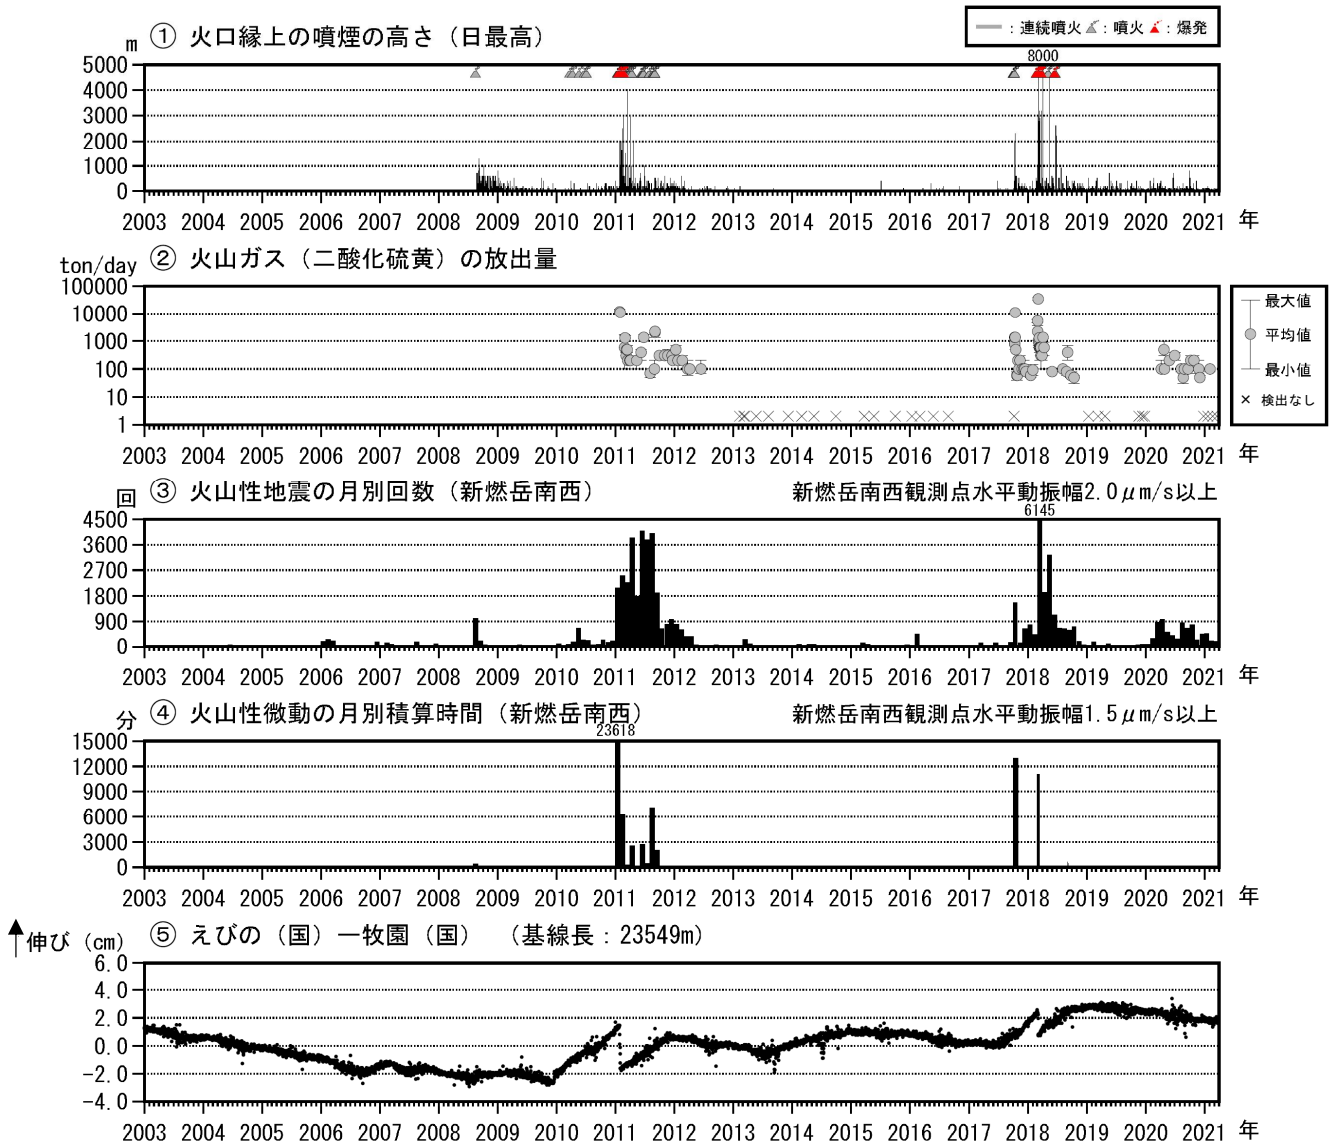 ━ : 連続噴火 : 噴火 : 爆発
① 火口縁上の噴煙の高さ（日最高）
m
8000
5000
4000
3000
2000
1000
0
2003 2004 2005 2006 2007 2008 2009 2010 2011 2012 2013 2014 2015 2016 2017 2018 2019 2020 2021 年
② 火山ガス（二酸化硫黄）の放出量
ton/day
100000
10000
1000
100
10
1
最大値
平均値
最小値
× 検出なし
2003 2004 2005 2006 2007 2008 2009 2010 2011 2012 2013 2014 2015 2016 2017 2018 2019 2020 2021 年
③ 火山性地震の月別回数（新燃岳南西） 新燃岳南西観測点水平動振幅2.0μm/s以上
回
6145
4500
3600
2700
1800
900
0
2003 2004 2005 2006 2007 2008 2009 2010 2011 2012 2013 2014 2015 2016 2017 2018 2019 2020 2021 年
④ 火山性微動の月別積算時間（新燃岳南西） 新燃岳南西観測点水平動振幅1.5μm/s以上
分
23618
15000
12000
9000
6000
3000
0
2003 2004 2005 2006 2007 2008 2009 2010 2011 2012 2013 2014 2015 2016 2017 2018 2019 2020 2021 年
⑤ えびの（国）―牧園（国） （基線長：23549m）
伸び（cm）
6.0
4.0
2.0
0.0
-2.0
-4.0
2003 2004 2005 2006 2007 2008 2009 2010 2011 2012 2013 2014 2015 2016 2017 2018 2019 2020 2021 年